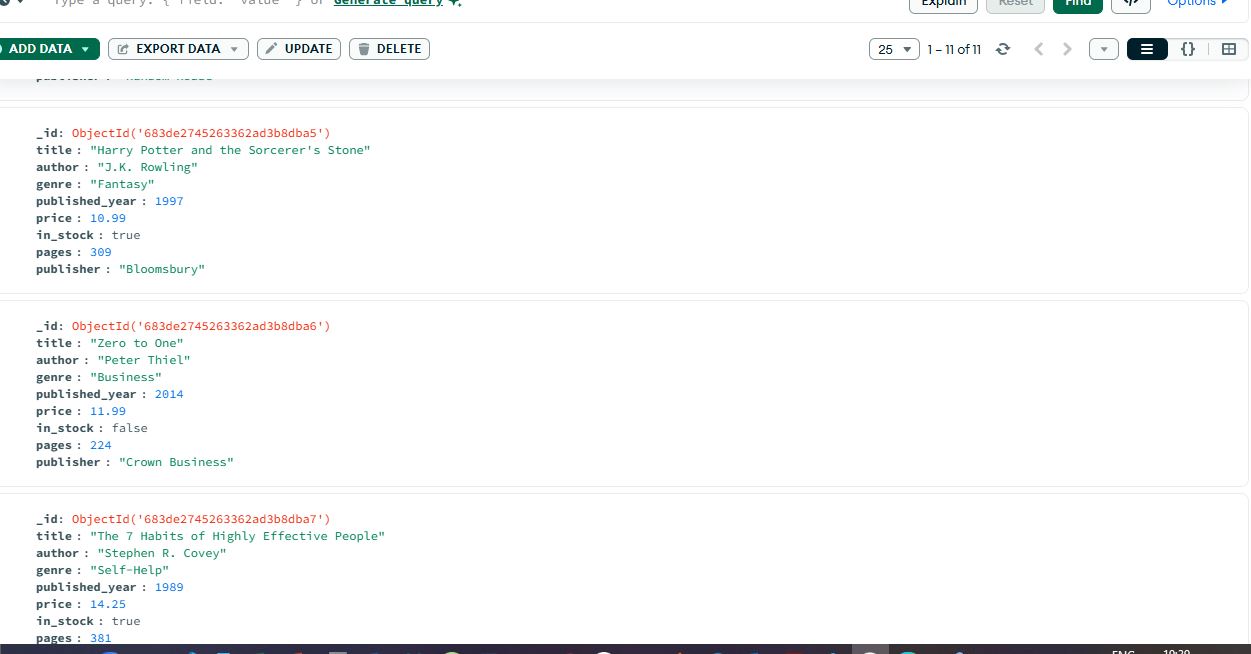 Type a query: { field: 'value' } or Generate query
Explain Reset Find </> Options
ADD DATA EXPORT DATA UPDATE DELETE 25 1 – 11 of 11 {}
publisher : "Random House"
_id: ObjectId('683de2745263362ad3b8dba5')
title : "Harry Potter and the Sorcerer's Stone"
author : "J.K. Rowling"
genre : "Fantasy"
published_year : 1997
price : 10.99
in_stock : true
pages : 309
publisher : "Bloomsbury"
_id: ObjectId('683de2745263362ad3b8dba6')
title : "Zero to One"
author : "Peter Thiel"
genre : "Business"
published_year : 2014
price : 11.99
in_stock : false
pages : 224
publisher : "Crown Business"
_id: ObjectId('683de2745263362ad3b8dba7')
title : "The 7 Habits of Highly Effective People"
author : "Stephen R. Covey"
genre : "Self-Help"
published_year : 1989
price : 14.25
in_stock : true
pages : 381
ENG